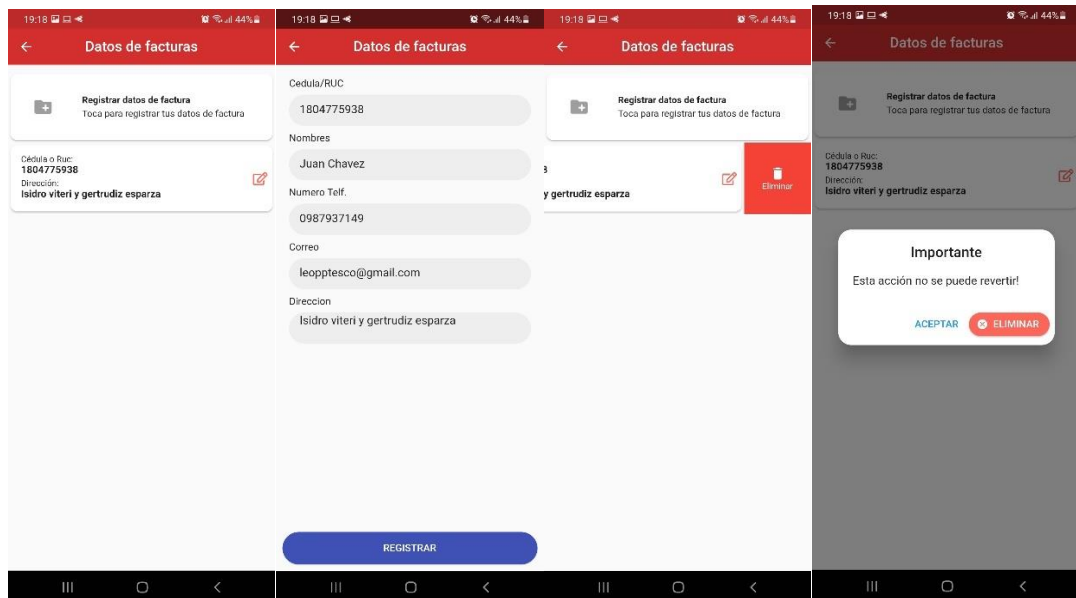 19:18 44%
Datos de facturas
Registrar datos de factura
Toca para registrar tus datos de factura
Cédula o Ruc:
1804775938
Dirección:
Isidro viteri y gertrudiz esparza
19:18 44%
Datos de facturas
Cedula/RUC
1804775938
Nombres
Juan Chavez
Numero Telf.
0987937149
Correo
leopptesco@gmail.com
Direccion
Isidro viteri y gertrudiz esparza
REGISTRAR
19:18 44%
Datos de facturas
Registrar datos de factura
Toca para registrar tus datos de factura
8
y gertrudiz esparza
Eliminar
19:18 44%
Datos de facturas
Registrar datos de factura
Toca para registrar tus datos de factura
Cédula o Ruc:
1804775938
Dirección:
Isidro viteri y gertrudiz esparza
Importante
Esta acción no se puede revertir!
ACEPTAR ELIMINAR